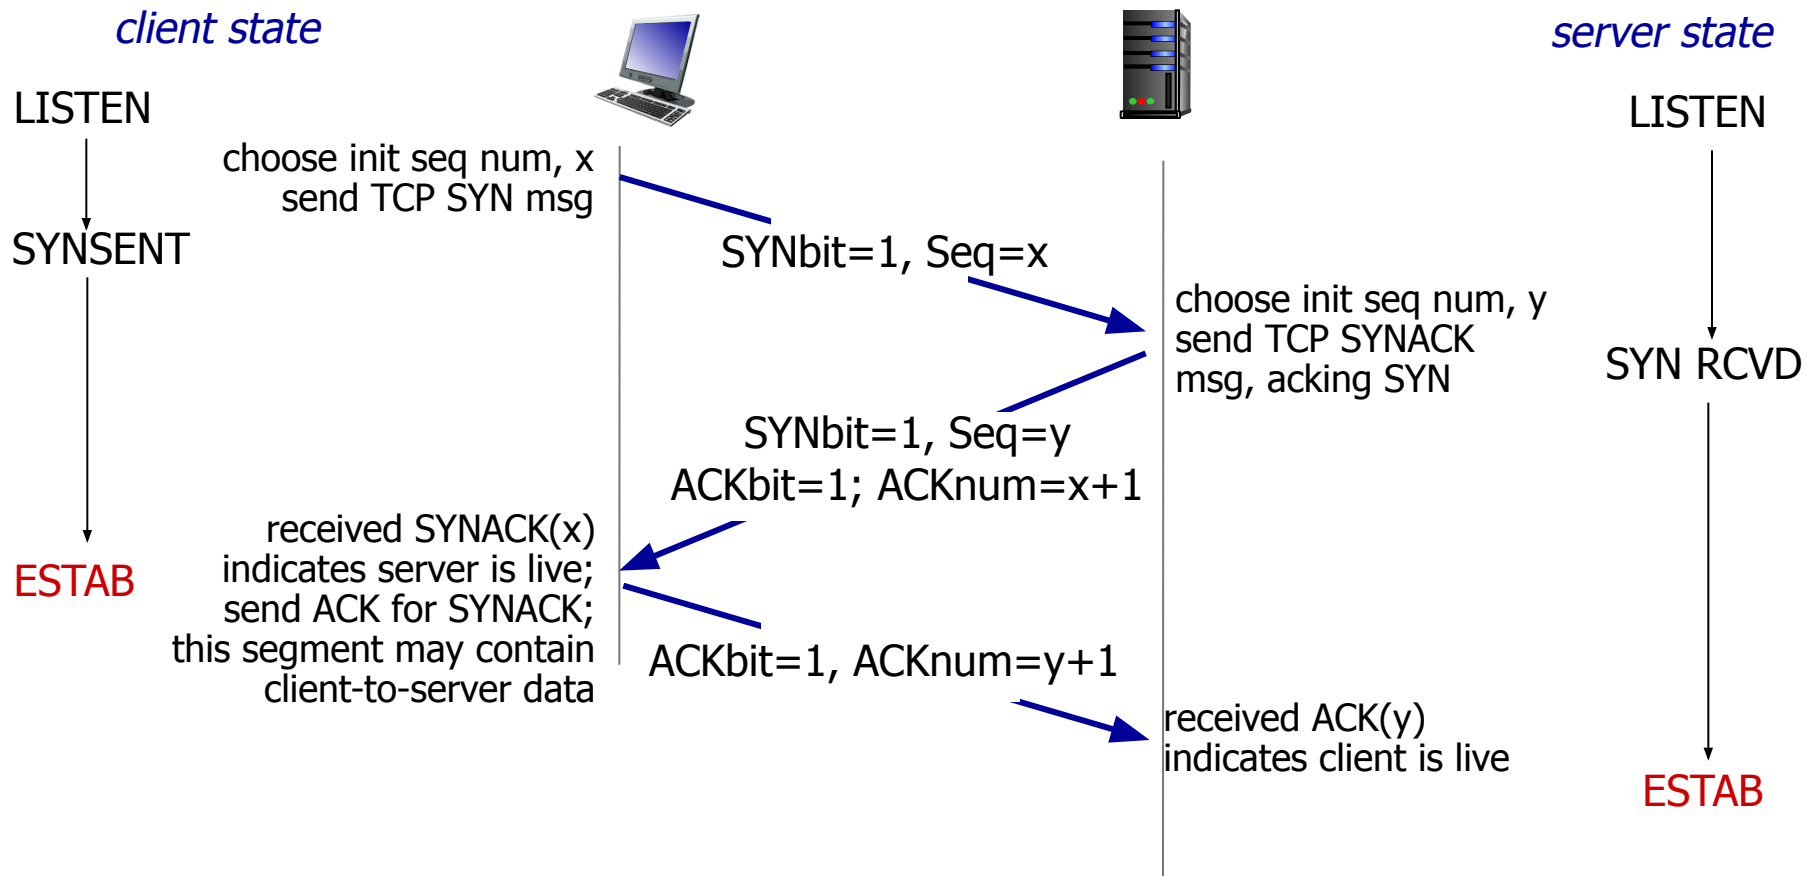 client state
server state
LISTEN
LISTEN
choose init seq num, x
send TCP SYN msg
SYNSENT
SYNbit=1, Seq=x
choose init seq num, y
send TCP SYNACK
msg, acking SYN
SYN RCVD
SYNbit=1, Seq=y
ACKbit=1; ACKnum=x+1
received SYNACK(x)
indicates server is live;
send ACK for SYNACK;
this segment may contain
client-to-server data
ESTAB
ACKbit=1, ACKnum=y+1
received ACK(y)
indicates client is live
ESTAB